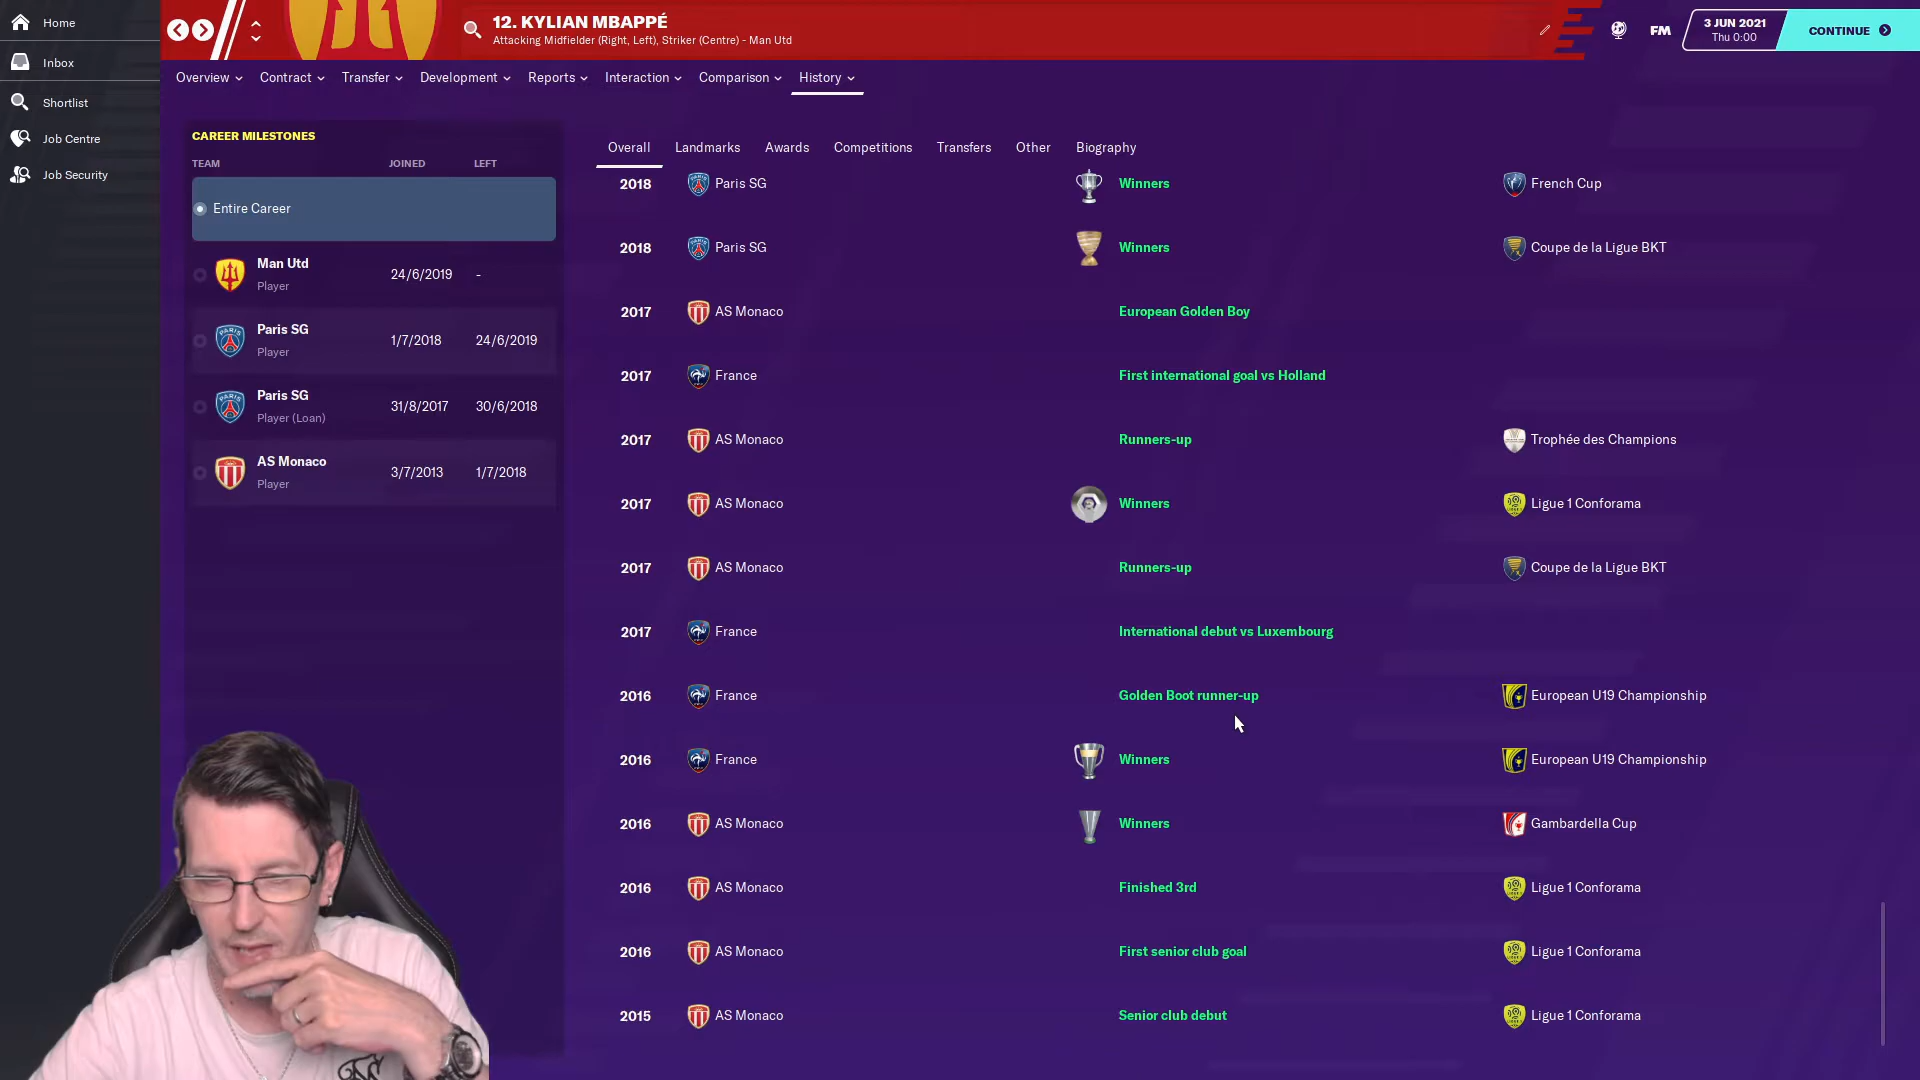 Home
Inbox
Shortlist
Job Centre
Job Security
12. KYLIAN MBAPPÉ
Attacking Midfielder (Right, Left), Striker (Centre) - Man Utd
FM
3 JUN 2021
Thu 0:00
CONTINUE
Overview Contract Transfer Development Reports Interaction Comparison History
CAREER MILESTONES
TEAM JOINED LEFT
Entire Career
Man Utd
Player
24/6/2019 -
Paris SG
Player
1/7/2018 24/6/2019
Paris SG
Player (Loan)
31/8/2017 30/6/2018
AS Monaco
Player
3/7/2013 1/7/2018
Overall Landmarks Awards Competitions Transfers Other Biography
2018 Paris SG Winners French Cup
2018 Paris SG Winners Coupe de la Ligue BKT
2017 AS Monaco European Golden Boy
2017 France First international goal vs Holland
2017 AS Monaco Runners-up Trophée des Champions
2017 AS Monaco Winners Ligue 1 Conforama
2017 AS Monaco Runners-up Coupe de la Ligue BKT
2017 France International debut vs Luxembourg
2016 France Golden Boot runner-up European U19 Championship
2016 France Winners European U19 Championship
2016 AS Monaco Winners Gambardella Cup
2016 AS Monaco Finished 3rd Ligue 1 Conforama
2016 AS Monaco First senior club goal Ligue 1 Conforama
2015 AS Monaco Senior club debut Ligue 1 Conforama